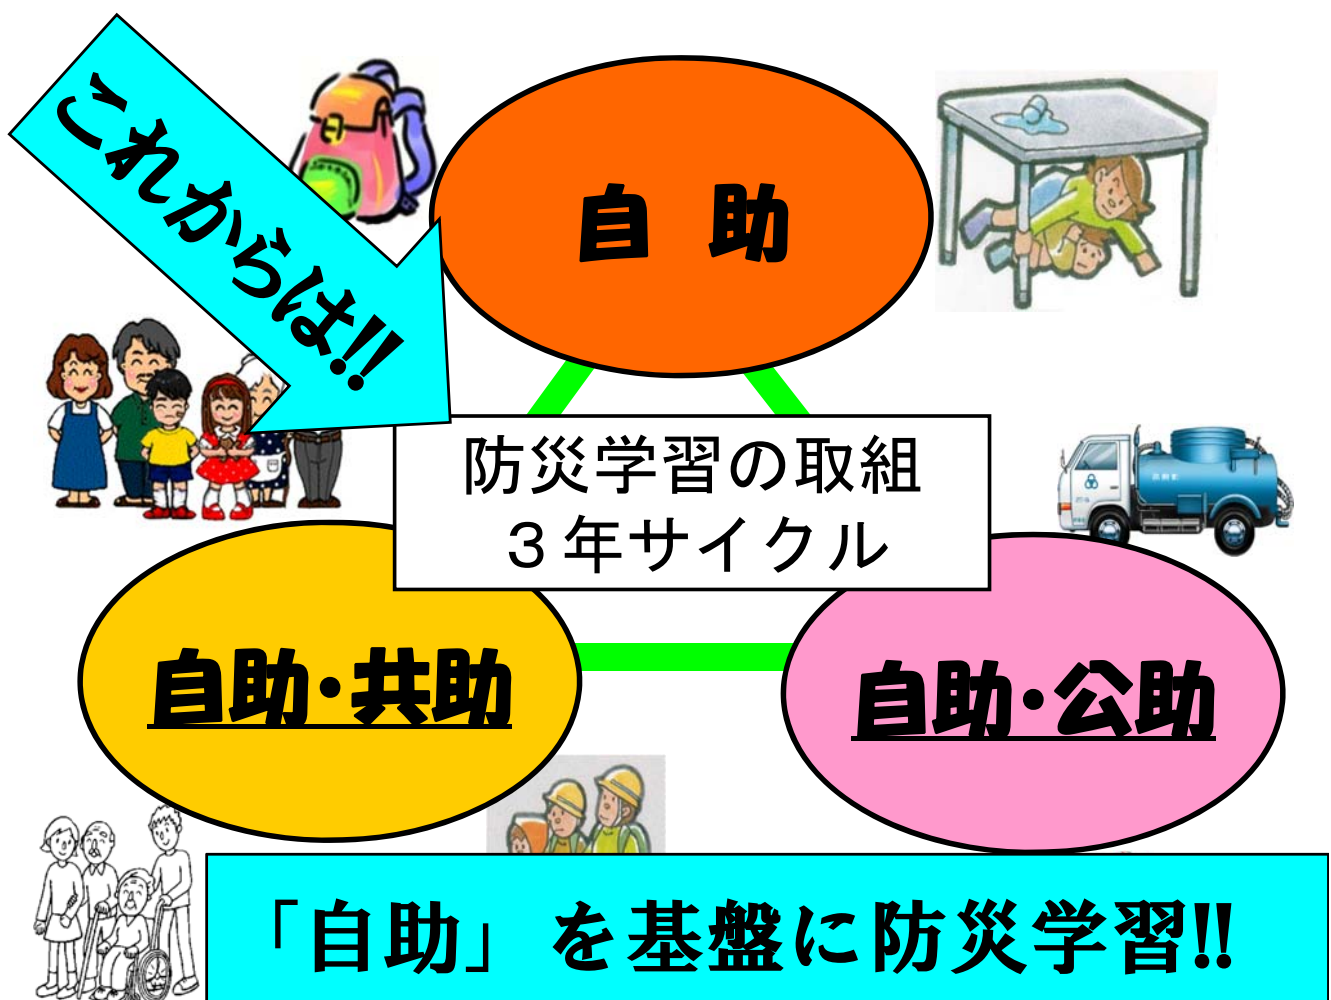 これからは!!
自 助
防災学習の取組
３年サイクル
自助･共助
自助･公助
「自助」を基盤に防災学習!!